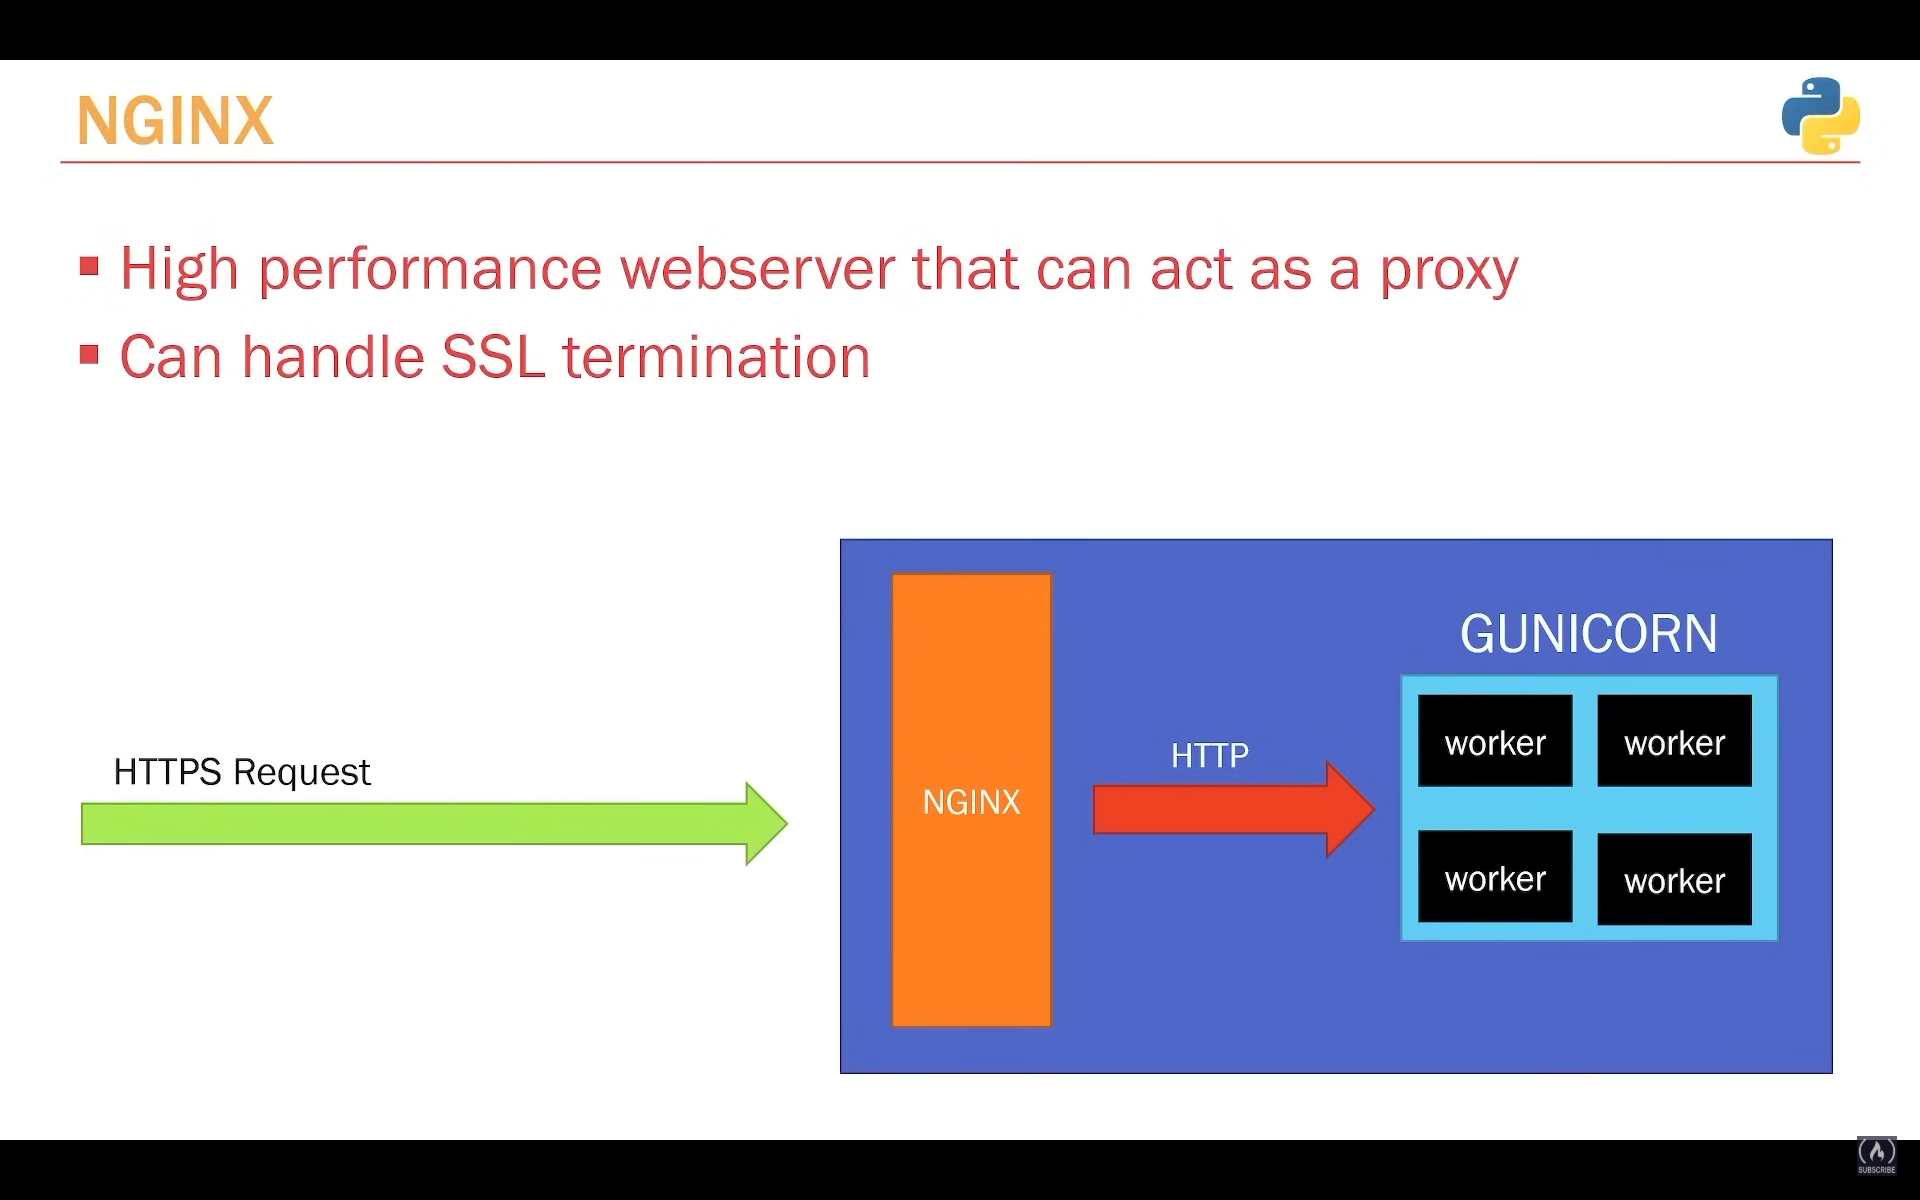 NGINX
High performance webserver that can act as a proxy
Can handle SSL termination
GUNICORN
worker worker
HTTP
HTTPS Request
NGINX
worker worker
SUBSCRIBE